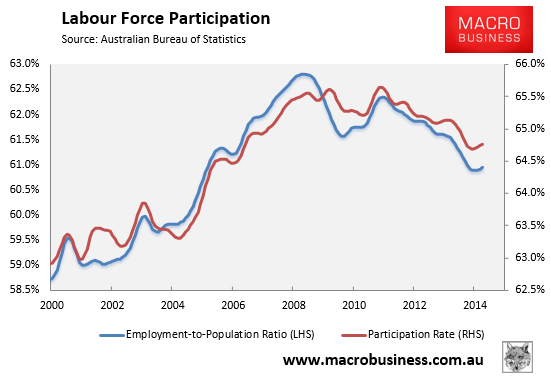 Labour Force Participation
Source: Australian Bureau of Statistics
MACRO
BUSINESS
63.0%
62.5%
62.0%
61.5%
61.0%
60.5%
60.0%
59.5%
59.0%
58.5%
66.0%
65.5%
65.0%
64.5%
64.0%
63.5%
63.0%
62.5%
2000 2002 2004 2006 2008 2010 2012 2014
Employment-to-Population Ratio (LHS) Participation Rate (RHS)
www.macrobusiness.com.au